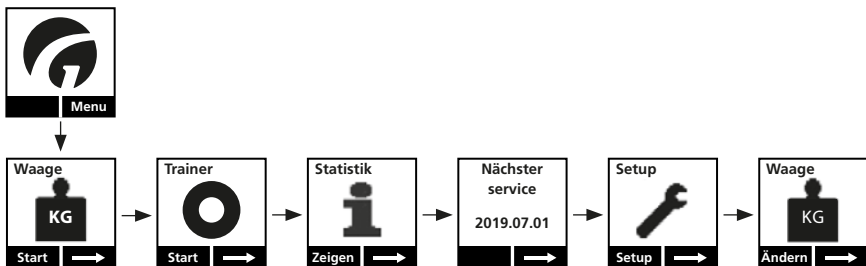 Menu
Waage
KG
Start
Trainer
Start
Statistik
Zeigen
Nächster
service
2019.07.01
Setup
Setup
Waage
KG
Ändern